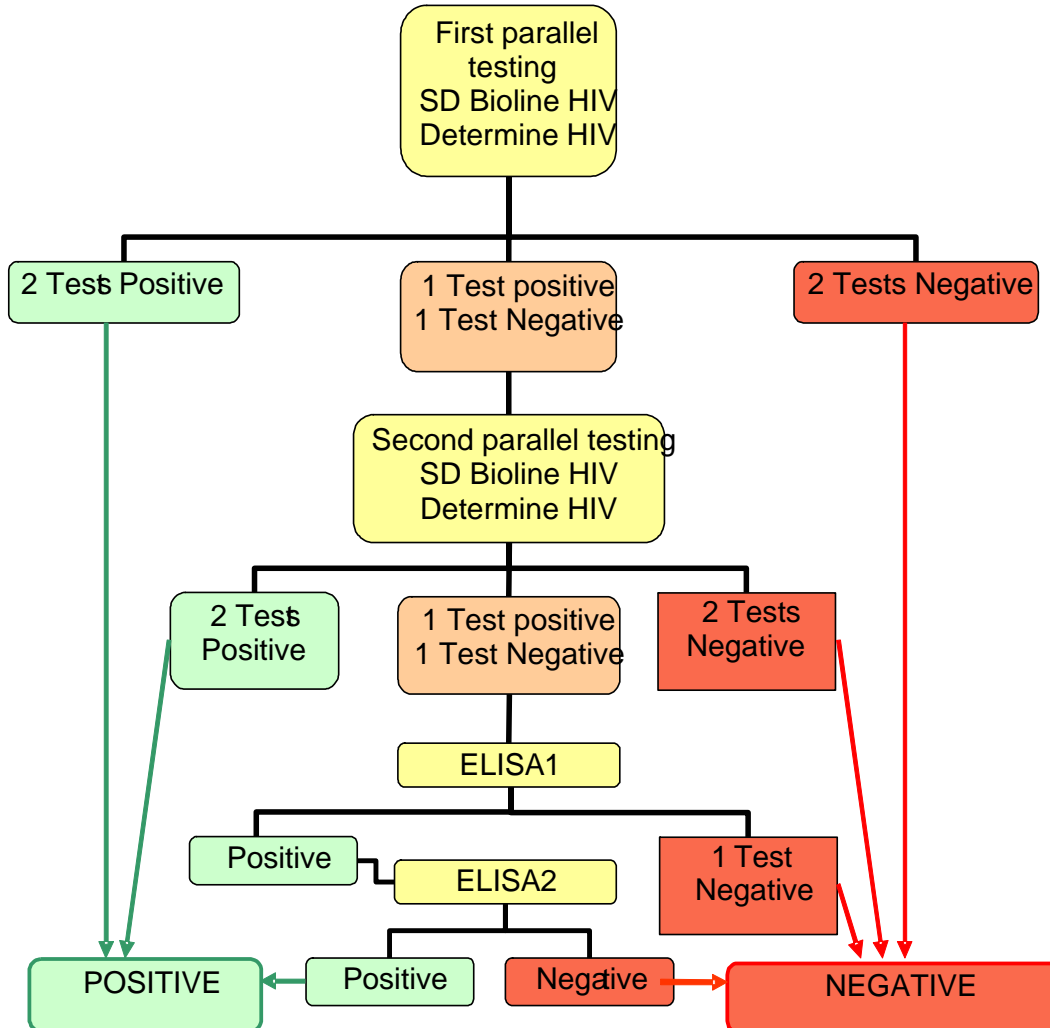 First parallel
testing
SD Bioline HIV
Determine HIV
2 Tests Positive
1 Test positive
1 Test Negative
2 Tests Negative
Second parallel testing
SD Bioline HIV
Determine HIV
2 Tests
Positive
1 Test positive
1 Test Negative
2 Tests
Negative
ELISA1
Positive
1 Test
Negative
ELISA2
Positive
Negative
POSITIVE
NEGATIVE